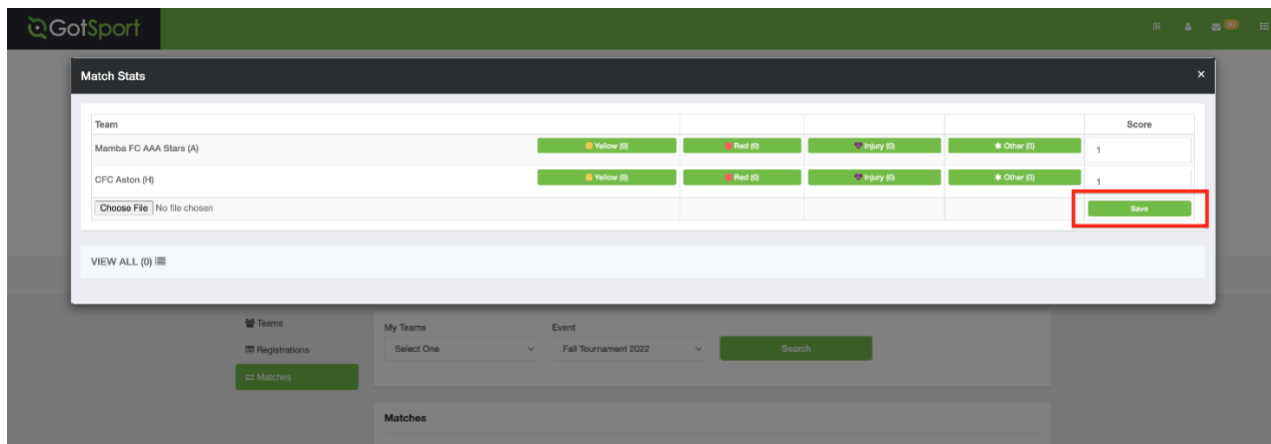 GotSport
Match Stats ×
Team Score
Mamba FC AAA Stars (A) Yellow (0) Red (0) Injury (0) Other (0) 1
CFC Aston (H) Yellow (0) Red (0) Injury (0) Other (0) 1
Choose File No file chosen Save
VIEW ALL (0)
Teams
My Teams Event
Registrations Select One Fall Tournament 2022 Search
Matches
Matches